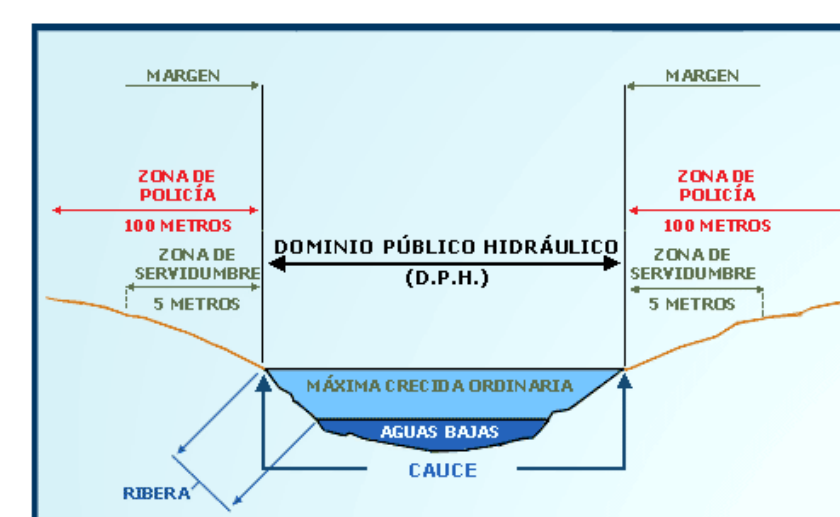 MARGEN
MARGEN
ZONA DE
POLICÍA
100 METROS
ZONA DE
POLICÍA
100 METROS
ZONA DE
SERVIDUMBRE
5 METROS
DOMINIO PÚBLICO HIDRÁULICO
(D.P.H.)
ZONA DE
SERVIDUMBRE
5 METROS
MÁXIMA CRECIDA ORDINARIA
AGUAS BAJAS
CAUCE
RIBERA